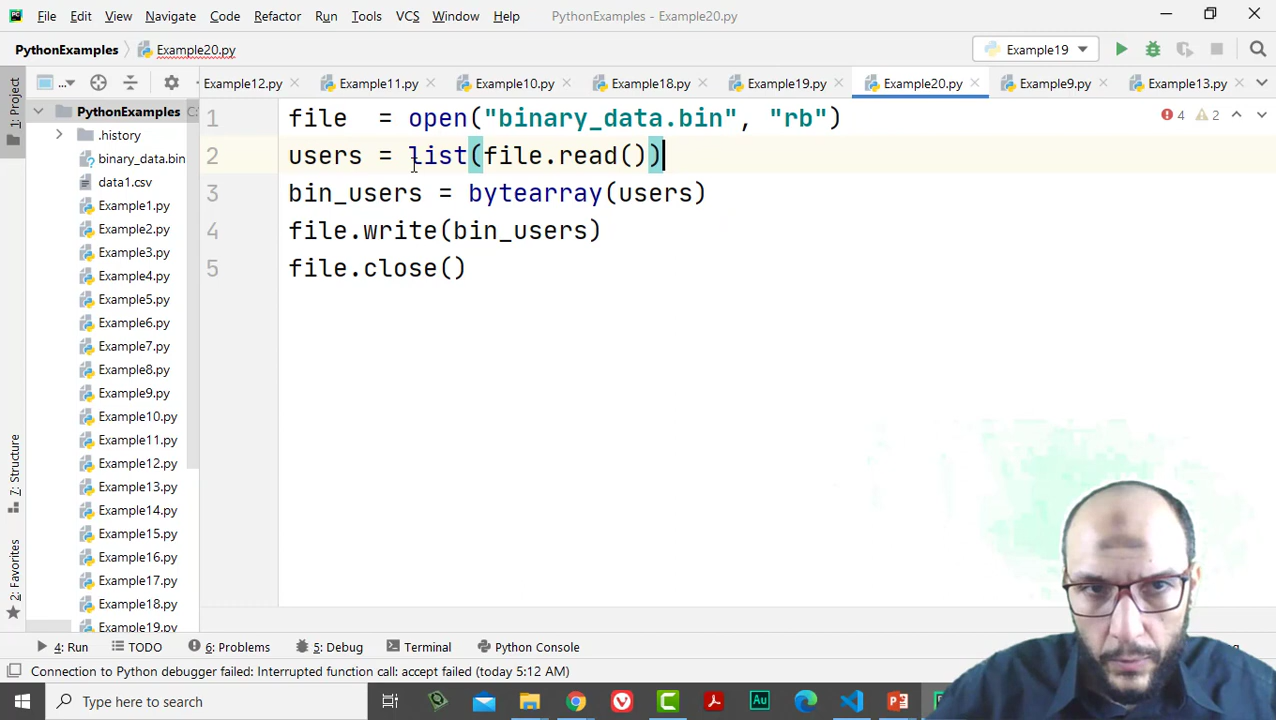 File Edit View Navigate Code Refactor Run Tools VCS Window Help PythonExamples - Example20.py
PythonExamples Example20.py Example19
1: Project ...
Example12.py Example11.py Example10.py Example18.py Example19.py Example20.py Example9.py Example13.py
PythonExamples
.history
binary_data.bin
data1.csv
Example1.py
Example2.py
Example3.py
Example4.py
Example5.py
Example6.py
Example7.py
Example8.py
Example9.py
Example10.py
Example11.py
Example12.py
Example13.py
Example14.py
Example15.py
Example16.py
Example17.py
Example18.py
Example19.py
1 file = open("binary_data.bin", "rb")
2 users = list(file.read())
3 bin_users = bytearray(users)
4 file.write(bin_users)
5 file.close()
4 2
7: Structure
2: Favorites
4: Run TODO 6: Problems 5: Debug Terminal Python Console
Connection to Python debugger failed: Interrupted function call: accept failed (today 5:12 AM)
Type here to search